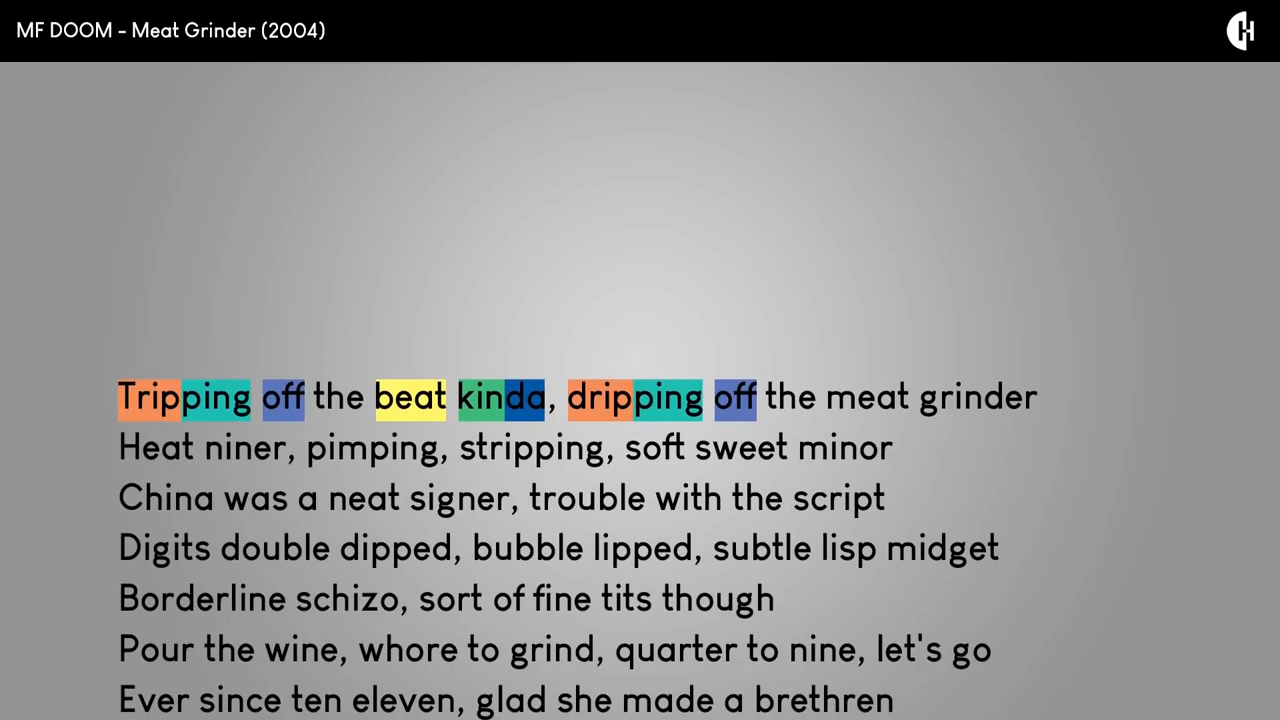 MF DOOM - Meat Grinder (2004)
Tripping off the beat kinda, dripping off the meat grinder
Heat niner, pimping, stripping, soft sweet minor
China was a neat signer, trouble with the script
Digits double dipped, bubble lipped, subtle lisp midget
Borderline schizo, sort of fine tits though
Pour the wine, whore to grind, quarter to nine, let's go
Ever since ten eleven, glad she made a brethren